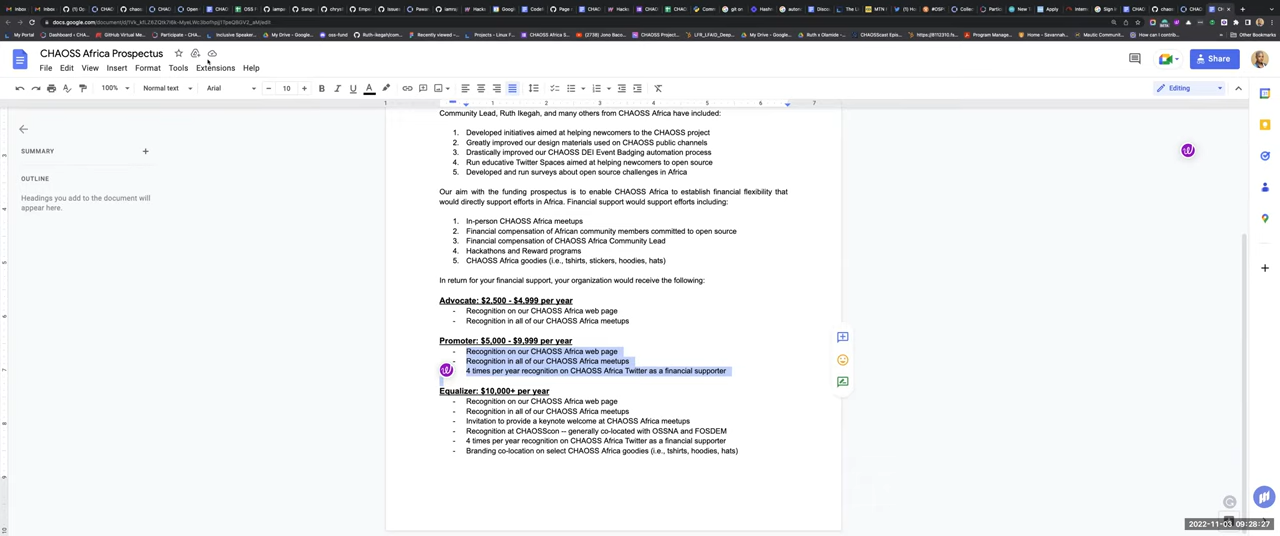 docs.google.com/document/d/
CHAOSS Africa Prospectus
File Edit View Insert Format Tools Extensions Help
Share
100% Normal text Arial 10 Editing
1 1 2 3 4 5 6 7
Community Lead, Ruth Ikegah, and many others from CHAOSS Africa have included:
SUMMARY
OUTLINE
Headings you add to the document will
appear here.
1. Developed initiatives aimed at helping newcomers to the CHAOSS project
2. Greatly improved our design materials used on CHAOSS public channels
3. Drastically improved our CHAOSS DEI Event Badging automation process
4. Run educative Twitter Spaces aimed at helping newcomers to open source
5. Developed and run surveys about open source challenges in Africa
Our aim with the funding prospectus is to enable CHAOSS Africa to establish financial flexibility that
would directly support efforts in Africa. Financial support would support efforts including:
1. In-person CHAOSS Africa meetups
2. Financial compensation of African community members committed to open source
3. Financial compensation of CHAOSS Africa Community Lead
4. Hackathons and Reward programs
5. CHAOSS Africa goodies (i.e., tshirts, stickers, hoodies, hats)
In return for your financial support, your organization would receive the following:
Advocate: $2,500 - $4,999 per year
- Recognition on our CHAOSS Africa web page
- Recognition in all of our CHAOSS Africa meetups
Promoter: $5,000 - $9,999 per year
- Recognition on our CHAOSS Africa web page
- Recognition in all of our CHAOSS Africa meetups
4 times per year recognition on CHAOSS Africa Twitter as a financial supporter
Equalizer: $10,000+ per year
- Recognition on our CHAOSS Africa web page
- Recognition in all of our CHAOSS Africa meetups
- Invitation to provide a keynote welcome at CHAOSS Africa meetups
- Recognition at CHAOSScon -- generally co-located with OSSNA and FOSDEM
- 4 times per year recognition on CHAOSS Africa Twitter as a financial supporter
- Branding co-location on select CHAOSS Africa goodies (i.e., tshirts, hoodies, hats)
2022-11-03 09:28:27